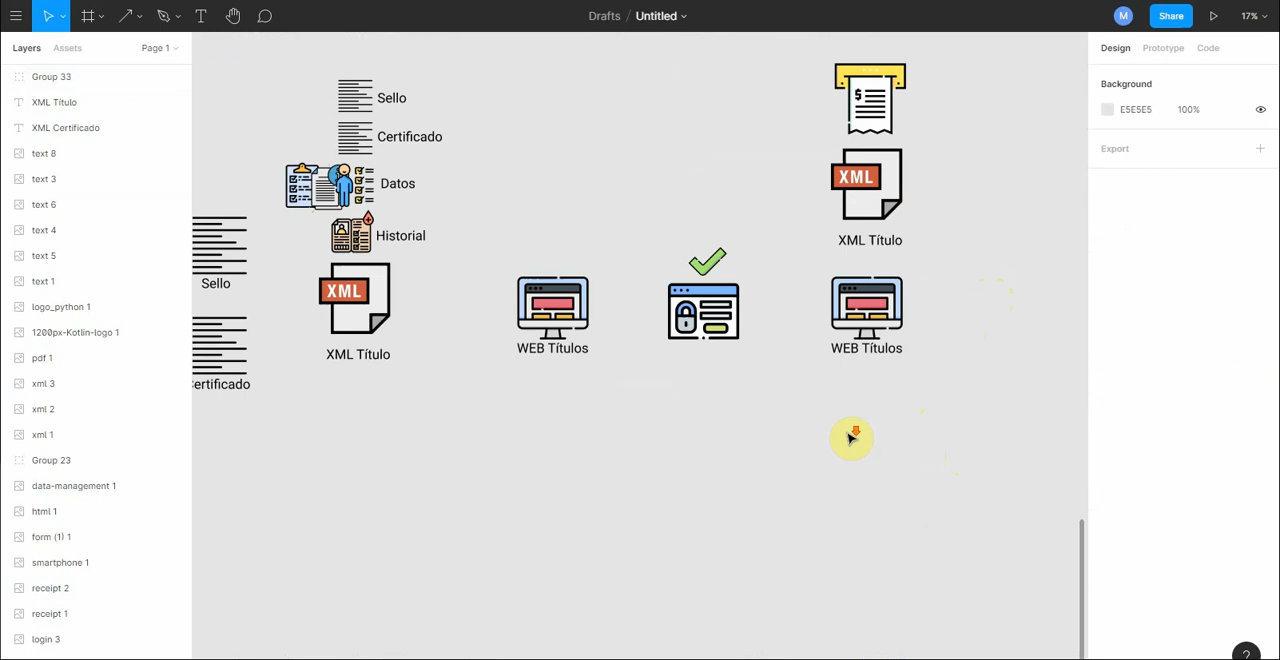 Drafts / Untitled
M
Share
17%
Layers
Assets
Page 1
Group 33
XML Título
XML Certificado
text 8
text 3
text 6
text 4
text 5
text 1
logo_python 1
1200px-Kotlin-logo 1
pdf 1
xml 3
xml 2
xml 1
Group 23
data-management 1
html 1
form (1) 1
smartphone 1
receipt 2
receipt 1
login 3
Sello
Certificado
Datos
Historial
XML
XML Título
Sello
ertificado
WEB Títulos
$
XML
XML Título
WEB Títulos
Design
Prototype
Code
Background
E5E5E5
100%
Export
?